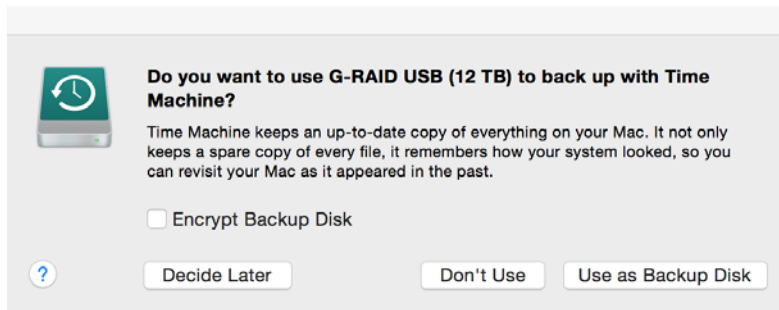 Do you want to use G-RAID USB (12 TB) to back up with Time
Machine?
Time Machine keeps an up-to-date copy of everything on your Mac. It not only
keeps a spare copy of every file, it remembers how your system looked, so you
can revisit your Mac as it appeared in the past.
Encrypt Backup Disk
? Decide Later Don't Use Use as Backup Disk